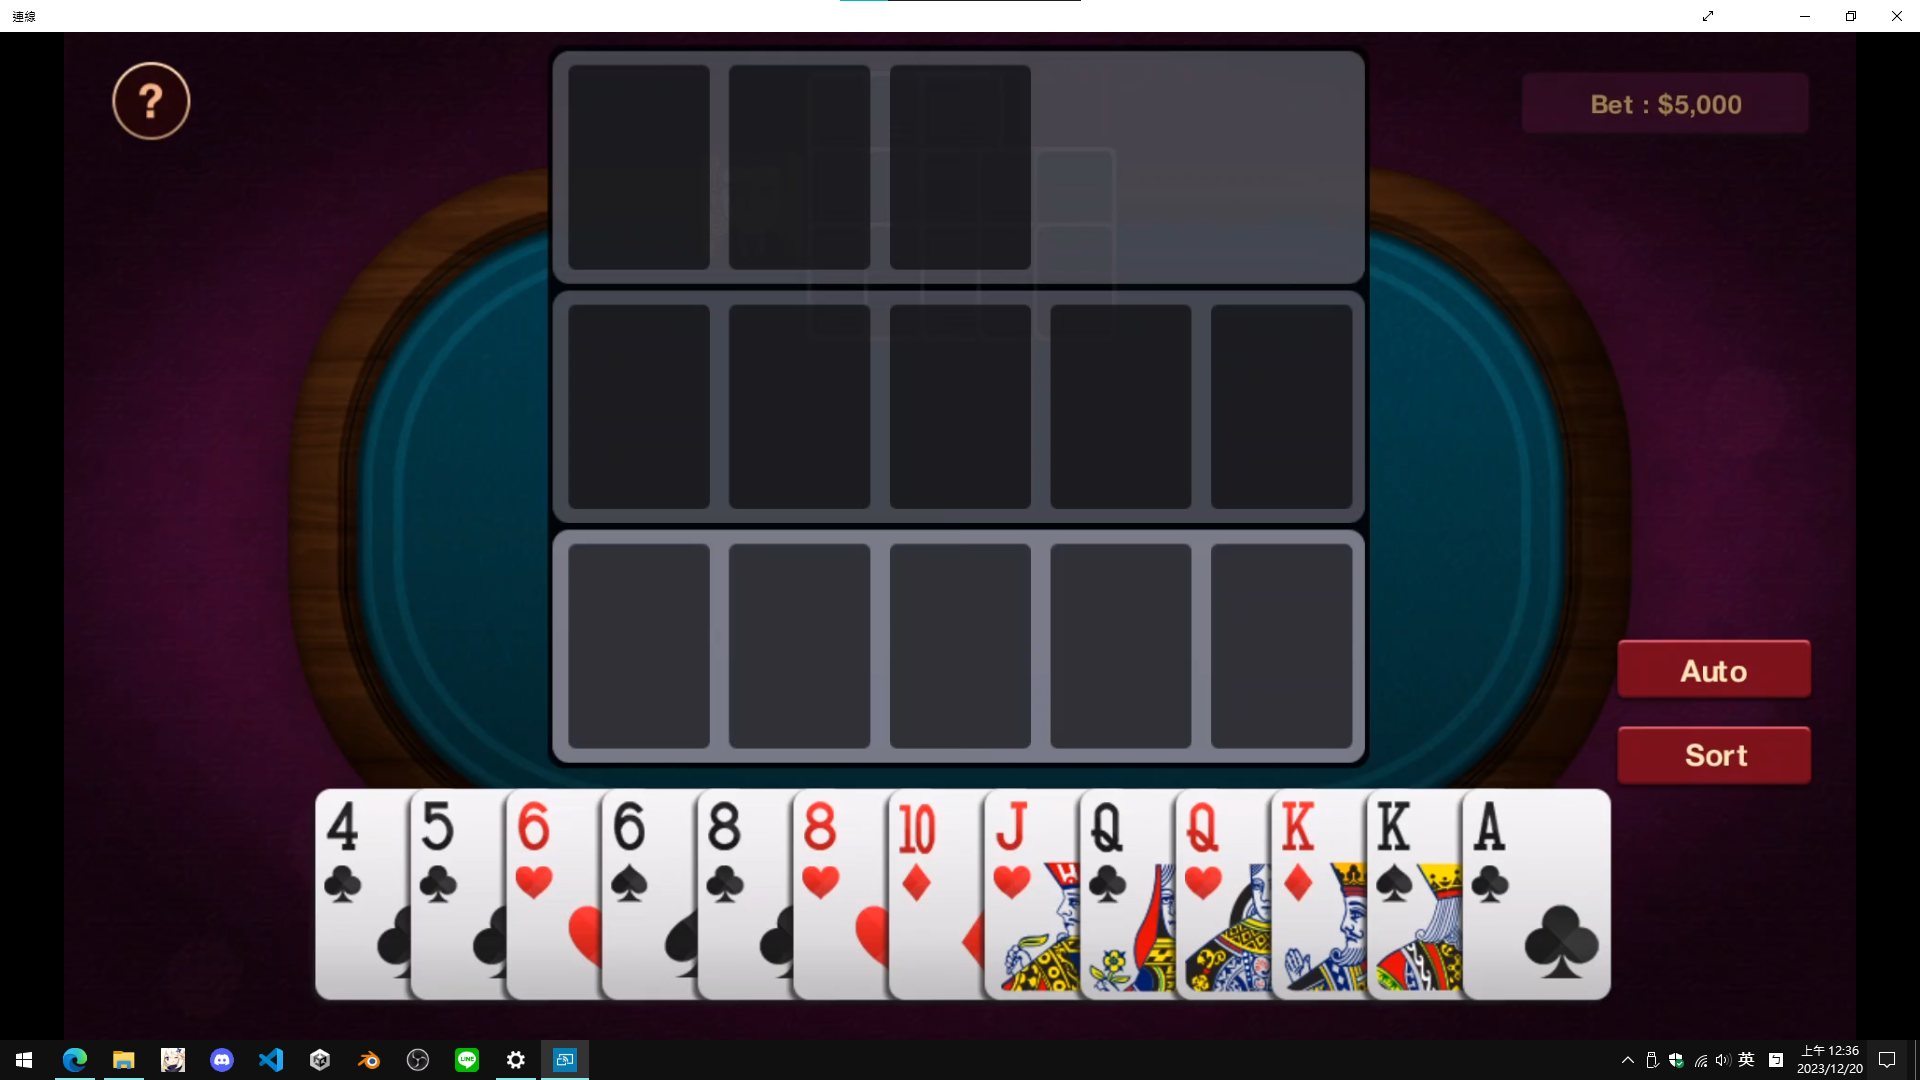 連線
?
Bet : $5,000
Auto
Sort
4 5 6 6 8 8 10 J Q Q K K A
LINE
英
上午 12:36
2023/12/20